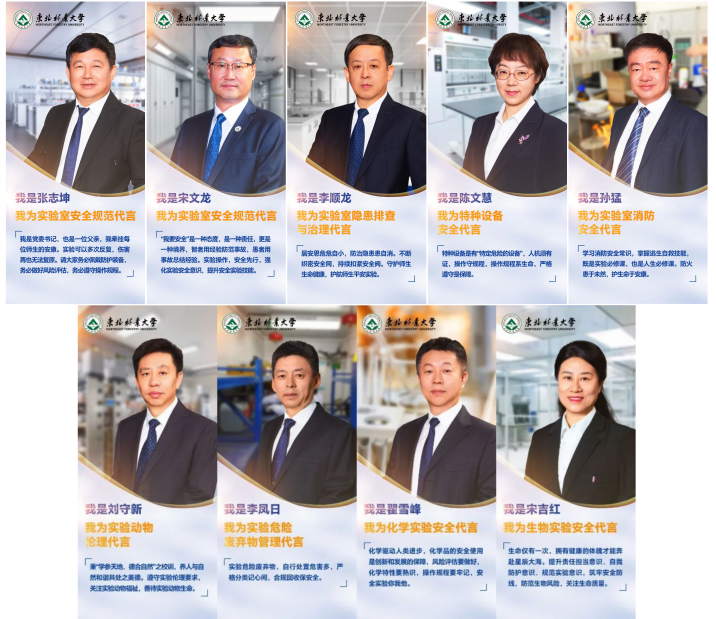 东北林业大学
NORTHEAST FORESTRY UNIVERSITY
我是张志坤
我为实验室安全规范代言
我是党委书记，也是一位父亲，我牵挂每
位师生的安康。实验可以多次反复，伤害
再也无法复原。请大家务必佩戴防护装备，
务必做好风险评估，务必遵守操作规程。
东北林业大学
NORTHEAST FORESTRY UNIVERSITY
我是宋文龙
我为实验室安全规范代言
“我要安全”是一种态度，是一种责任，更是
一种境界，智者用经验防范事故，愚者用
事故总结经验。实验操作，安全先行，强
化实验安全意识，提升安全实验技能。
东北林业大学
NORTHEAST FORESTRY UNIVERSITY
我是李顺龙
我为实验室隐患排查
与治理代言
居安思危危自小，防治隐患患自消。不断
织密安全网，持续扣紧安全阀。守护师生
生命健康，护航师生平安实验。
东北林业大学
NORTHEAST FORESTRY UNIVERSITY
我是陈文慧
我为特种设备
安全代言
特种设备是有“特定危险的设备”，人机须有
证，操作守规程，操作规程系生命，严格
遵守是保障。
东北林业大学
NORTHEAST FORESTRY UNIVERSITY
我是孙猛
我为实验室消防
安全代言
学习消防安全常识，掌握逃生自救技能，
既是实验必修课，也是人生必修课。防火
患于未然，护生命于安康。
东北林业大学
NORTHEAST FORESTRY UNIVERSITY
我是刘守新
我为实验动物
伦理代言
秉“学参天地、德合自然”之校训，养人与自
然和谐共处之美德。遵守实验伦理要求，
关注实验动物福祉，善待实验动物生命。
东北林业大学
NORTHEAST FORESTRY UNIVERSITY
我是李凤日
我为实验危险
废弃物管理代言
实验危险废弃物，自行处置危害多，严
格分类记心间，合规回收保安全。
东北林业大学
NORTHEAST FORESTRY UNIVERSITY
我是翟雪峰
我为化学实验安全代言
化学驱动人类进步，化学品的安全使用
是创新和发展的保障，风险评估要做好，
化学特性要熟识，操作规程要牢记，安
全实验你我他。
东北林业大学
NORTHEAST FORESTRY UNIVERSITY
我是宋吉红
我为生物实验安全代言
生命仅有一次，拥有健康的体魄才能奔
赴星辰大海。提升责任担当意识、自我
防护意识、规范实验意识，筑牢安全防
线，防范生物风险，关注生命质量。